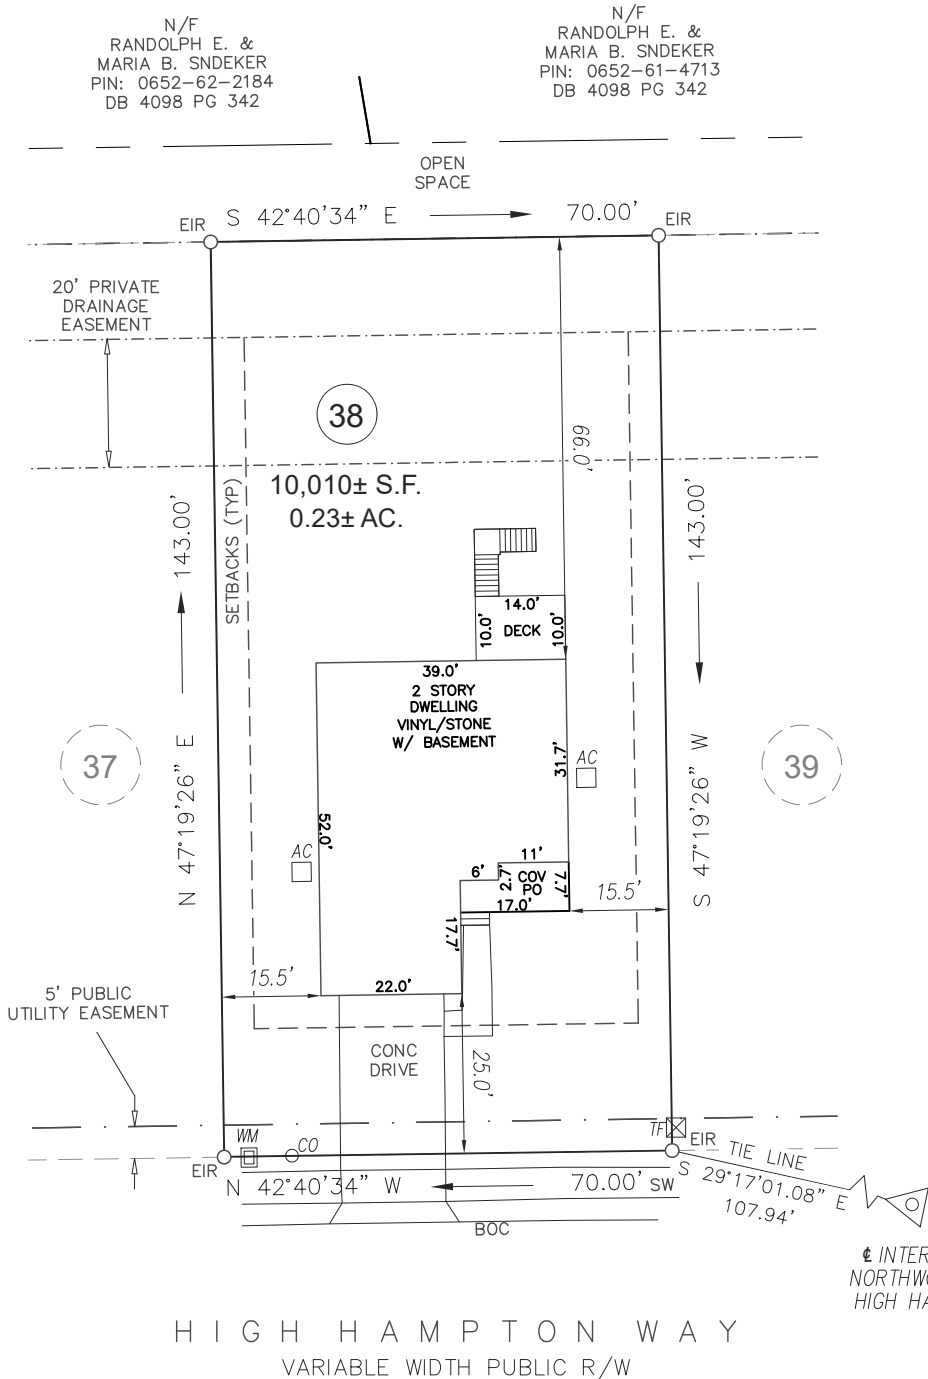 N/F
RANDOLPH E. &
MARIA B. SNDEKER
PIN: 0652-62-2184
DB 4098 PG 342
N/F
RANDOLPH E. &
MARIA B. SNDEKER
PIN: 0652-61-4713
DB 4098 PG 342
OPEN
SPACE
EIR
S 42°40'34" E
70.00'
EIR
20' PRIVATE
DRAINAGE
EASEMENT
38
10,010± S.F.
0.23± AC.
66.0'
SETBACKS (TYP)
N 47°19'26" E
143.00'
S 47°19'26" W
143.00'
14.0'
10.0'
DECK
10.0'
39.0'
2 STORY
DWELLING
VINYL/STONE
W/ BASEMENT
31.7'
AC
37
39
52.0'
AC
6'
11'
2.7'
COV
PO
7.7'
17.0'
15.5'
17.7'
15.5'
22.0'
5' PUBLIC
UTILITY EASEMENT
CONC
DRIVE
25.0'
WM
CO
TF
EIR
EIR
TIE LINE
S 29°17'01.08" E
107.94'
N 42°40'34" W
70.00'
SW
BOC
℄ INTER
NORTHWO
HIGH HA
HIGH HAMPTON WAY
VARIABLE WIDTH PUBLIC R/W